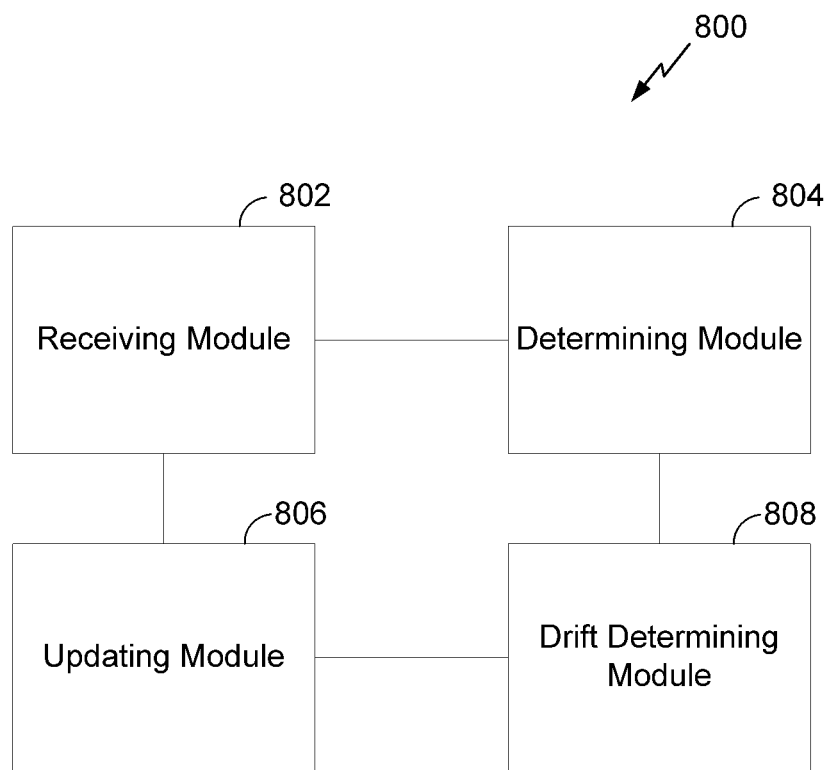 800
802
804
Receiving Module
Determining Module
806
808
Updating Module
Drift Determining
Module